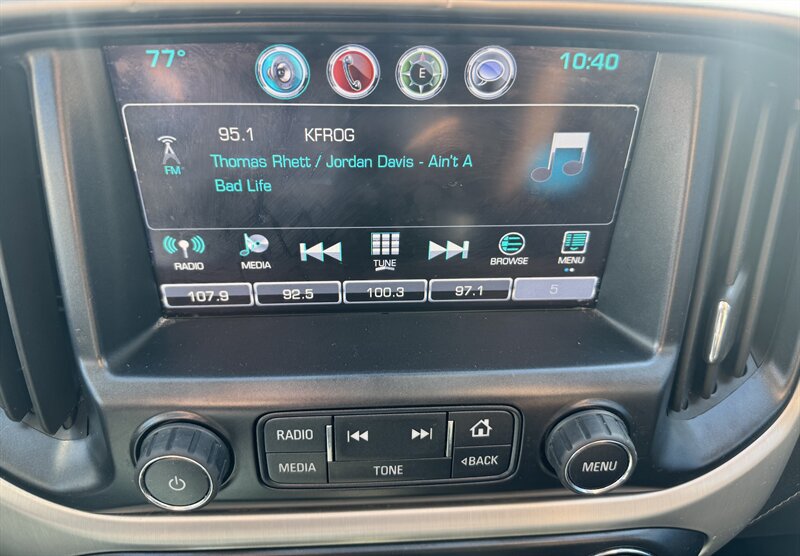 77° E 10:40
95.1 KFROG
FM
Thomas Rhett / Jordan Davis - Ain't A
Bad Life
RADIO MEDIA TUNE BROWSE MENU
107.9 92.5 100.3 97.1 5
RADIO
MEDIA TONE
◁BACK
MENU